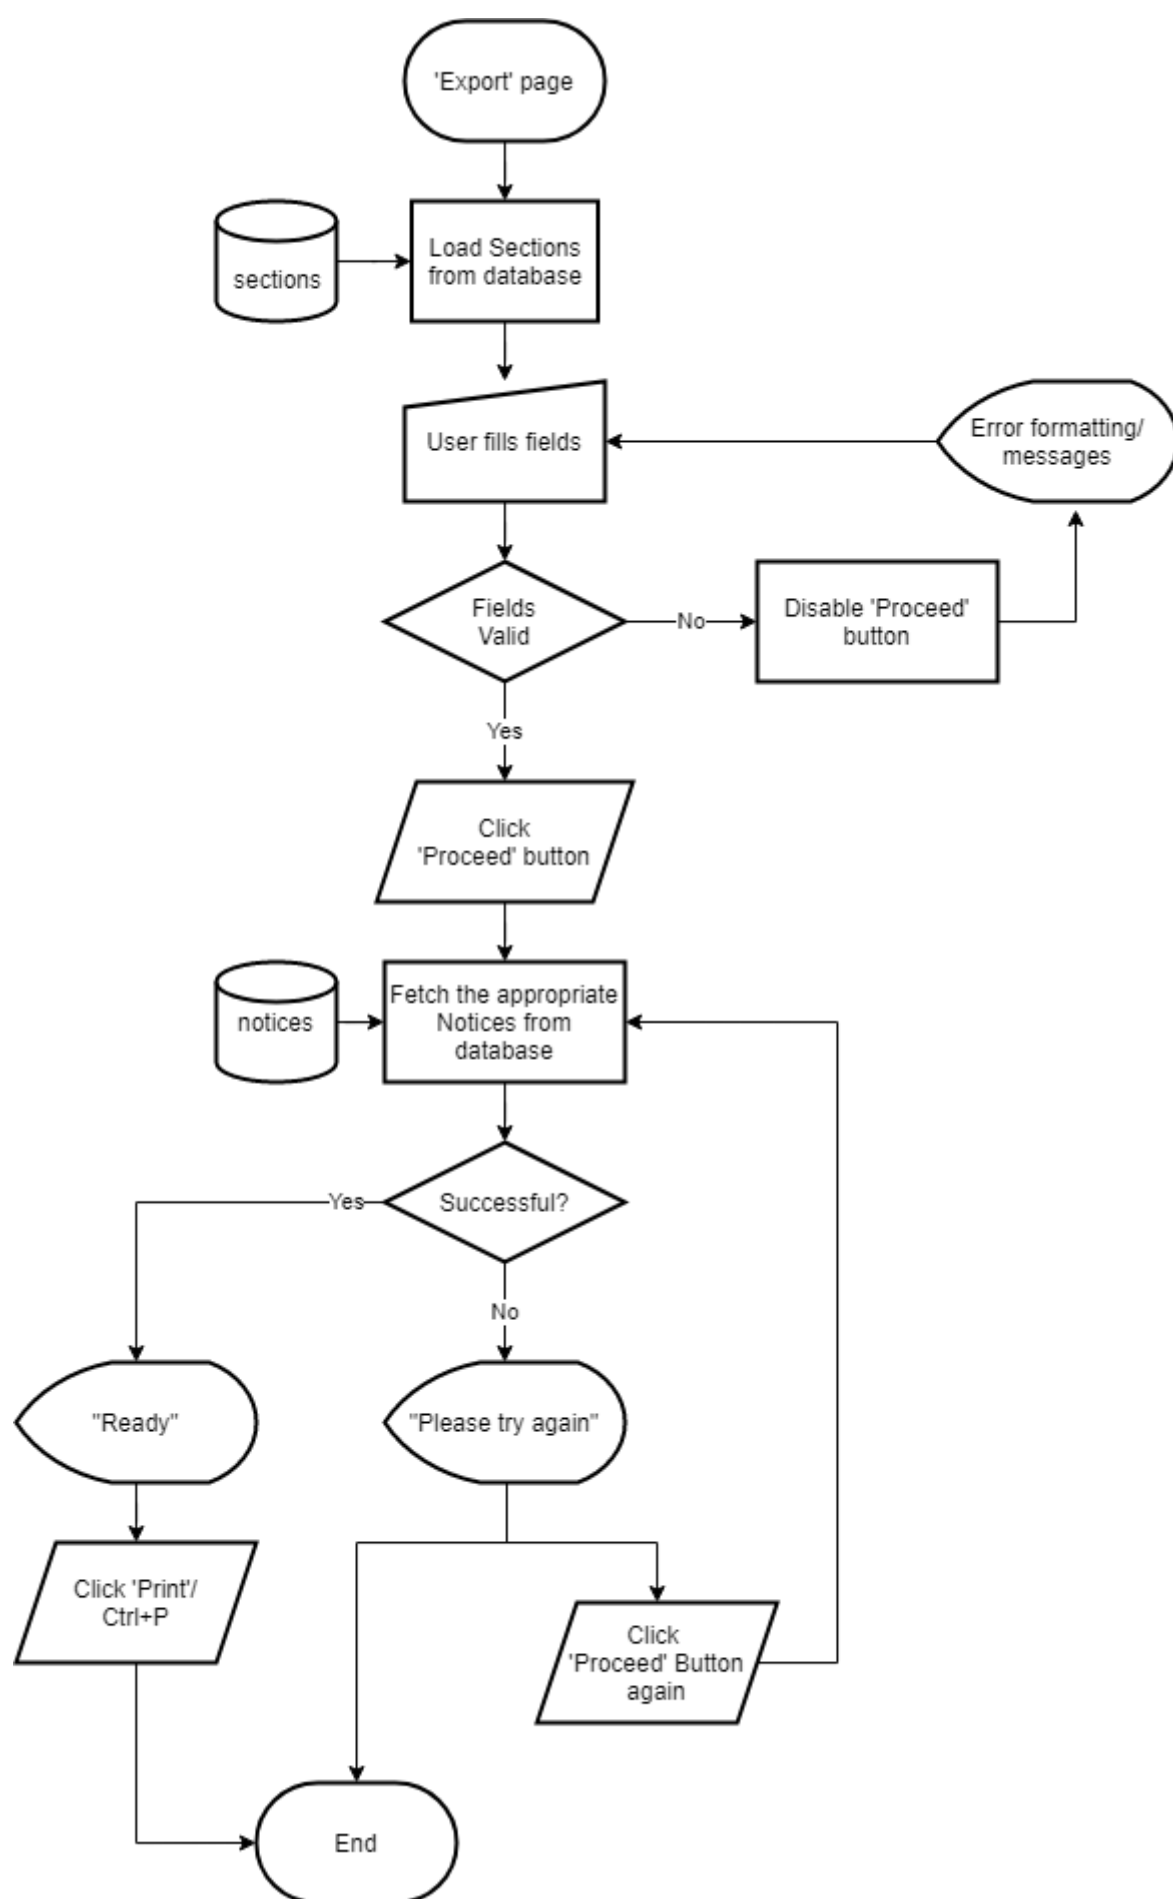 'Export' page
Load Sections
from database
sections
User fills fields
Error formatting/
messages
Fields
Valid
No
Disable 'Proceed'
button
Yes
Click
'Proceed' button
Fetch the appropriate
Notices from
database
notices
Successful?
Yes
No
"Ready"
"Please try again"
Click 'Print'/
Ctrl+P
Click
'Proceed' Button
again
End